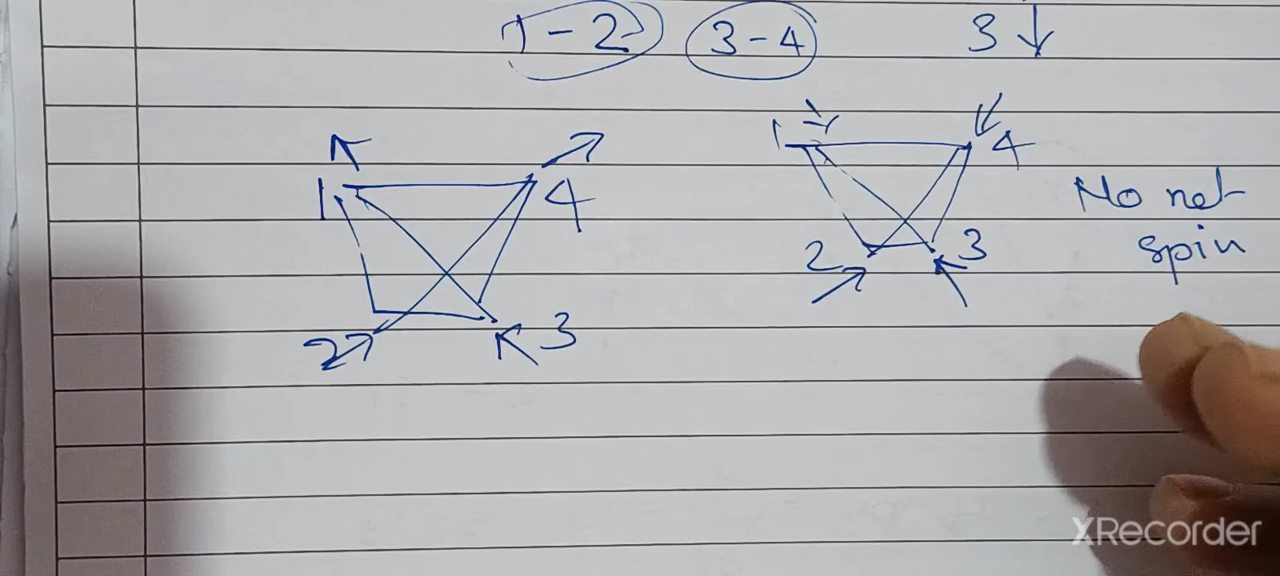 1-2 3-4 3↓
1 4 2 3
1 4 2 3
No net
spin
XRecorder